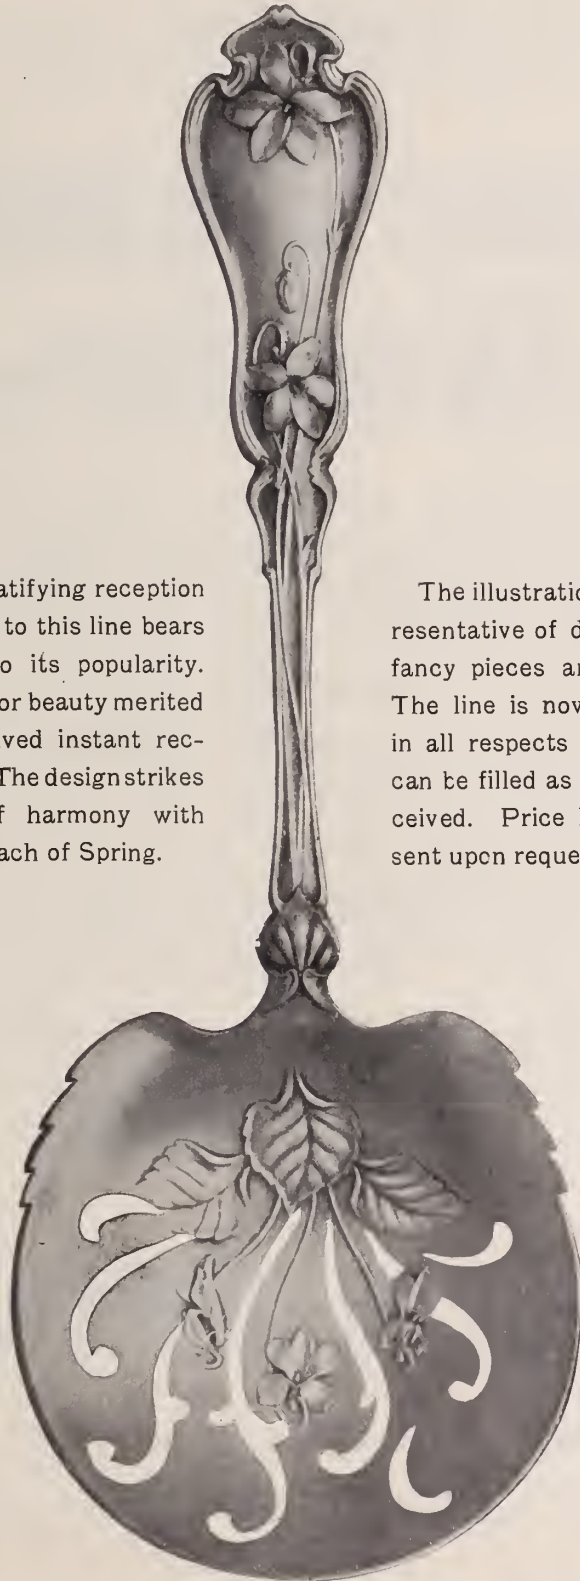 atifying reception
to this line bears
o its popularity.
or beauty merited
ved instant rec-
The design strikes
f harmony with
ach of Spring.
The illustratio
resentative of d
fancy pieces ar
The line is nov
in all respects
can be filled as
ceived. Price
sent upon reque